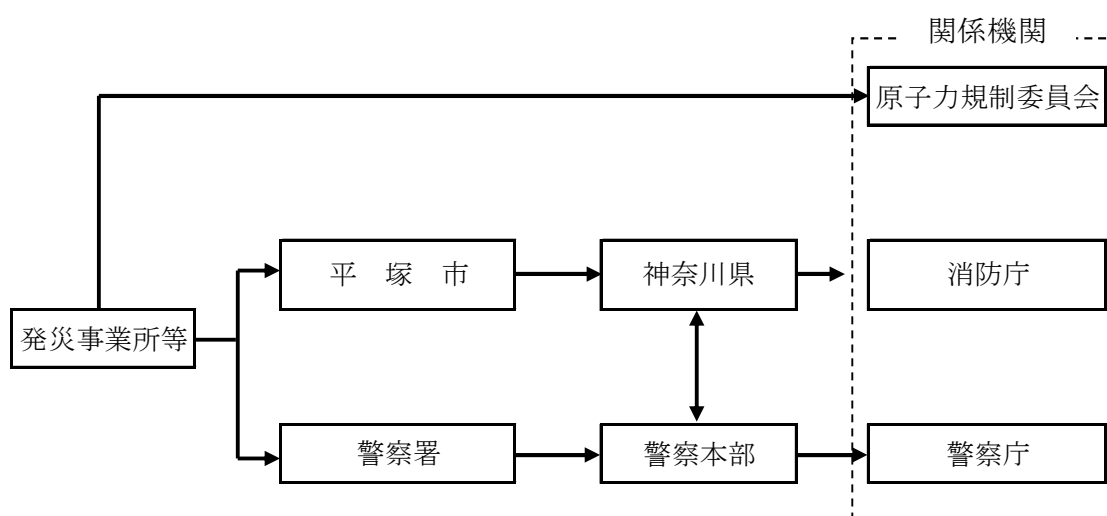 関係機関
原子力規制委員会
平塚市
神奈川県
消防庁
発災事業所等
警察署
警察本部
警察庁